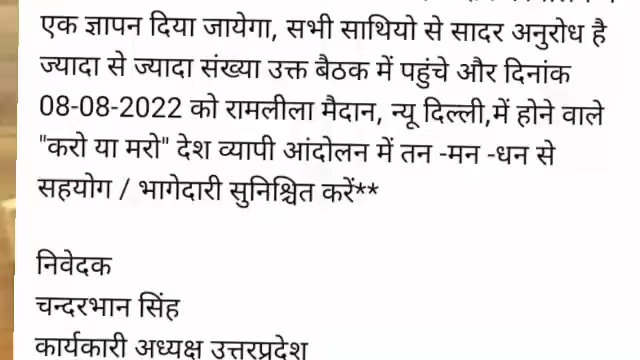 एक ज्ञापन दिया जायेगा, सभी साथियो से सादर अनुरोध है
ज्यादा से ज्यादा संख्या उक्त बैठक में पहुंचे और दिनांक
08-08-2022 को रामलीला मैदान, न्यू दिल्ली,में होने वाले
"करो या मरो" देश व्यापी आंदोलन में तन -मन -धन से
सहयोग / भागेदारी सुनिश्चित करें**
निवेदक
चन्दरभान सिंह
कार्यकारी अध्यक्ष उत्तरप्रदेश